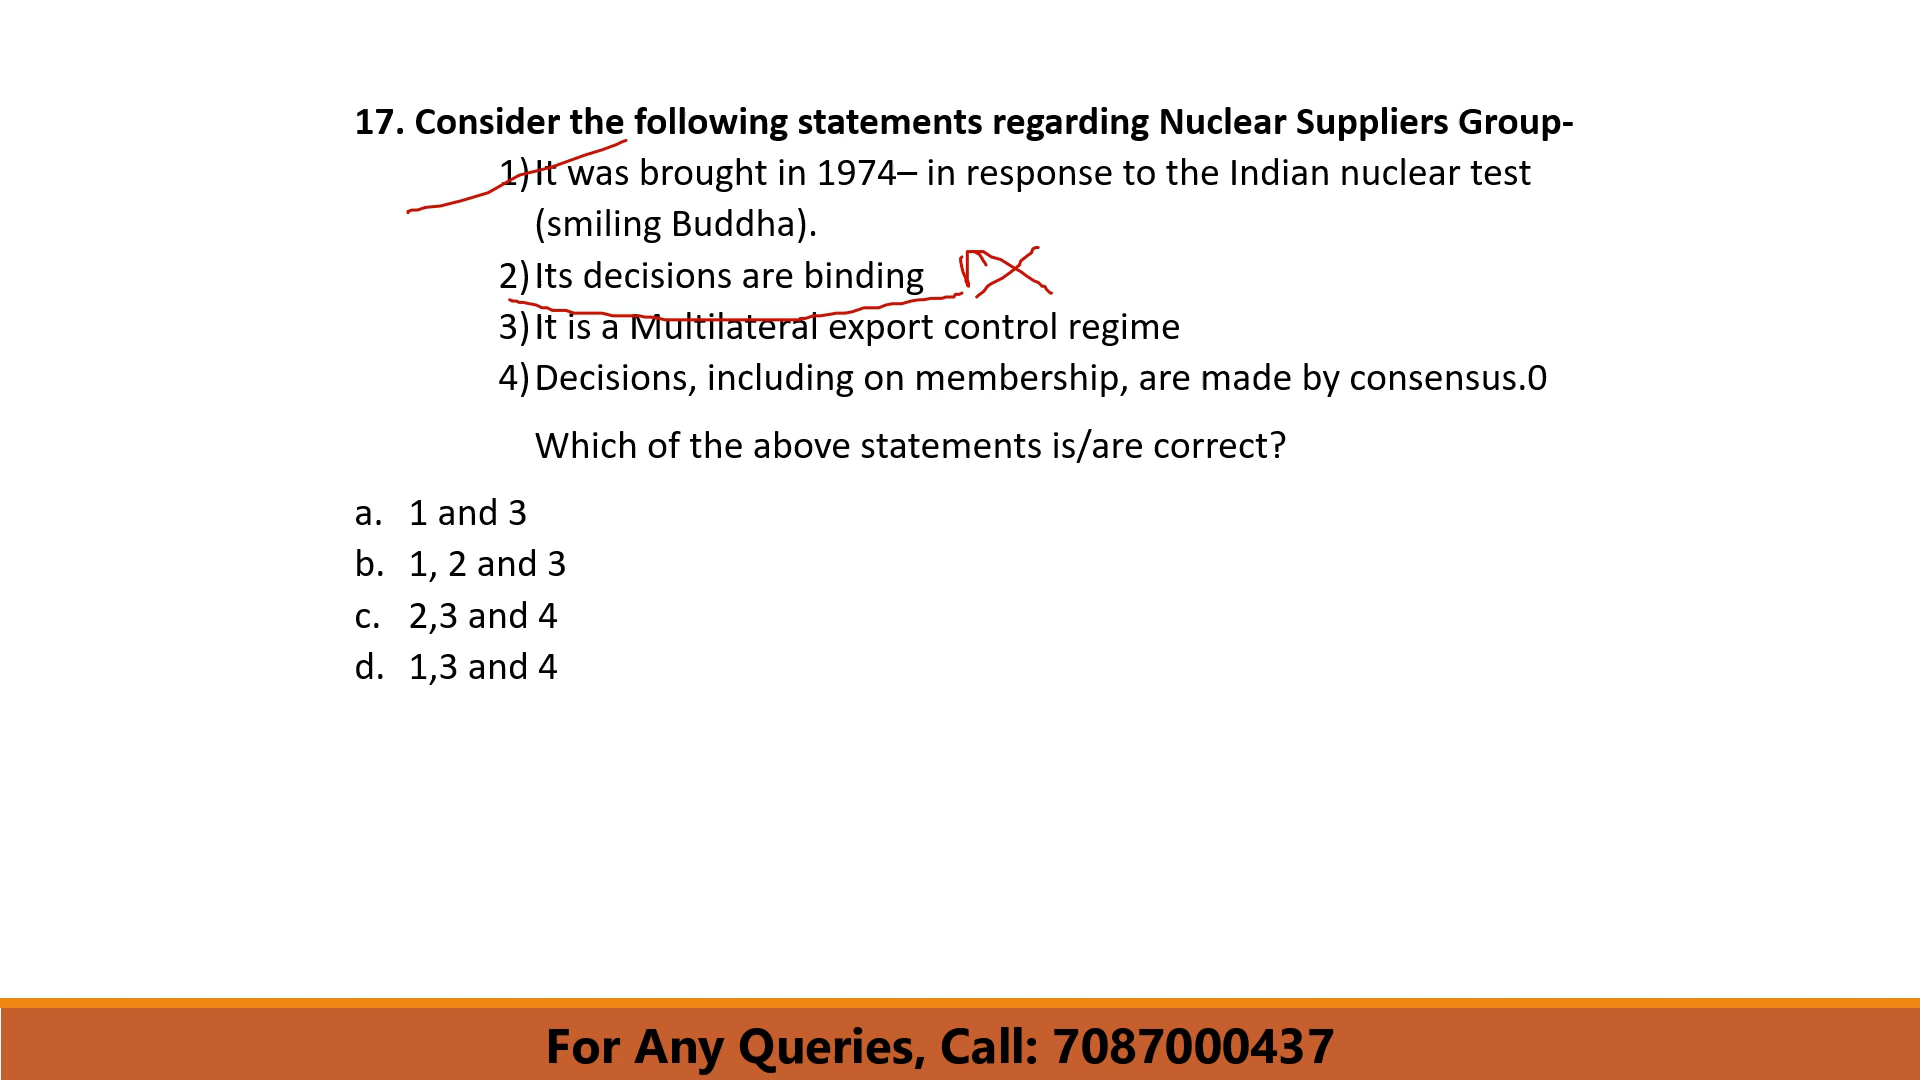 17. Consider the following statements regarding Nuclear Suppliers Group-
1) It was brought in 1974– in response to the Indian nuclear test
(smiling Buddha).
2) Its decisions are binding
3) It is a Multilateral export control regime
4) Decisions, including on membership, are made by consensus.0
Which of the above statements is/are correct?
a. 1 and 3
b. 1, 2 and 3
c. 2,3 and 4
d. 1,3 and 4
For Any Queries, Call: 7087000437